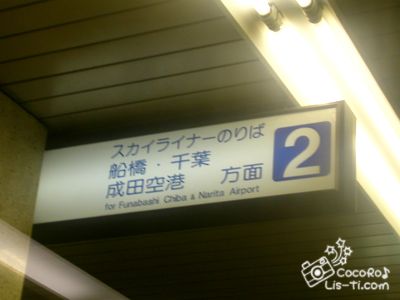 スカイライナーのりば
船橋・千葉
成田空港 方面
for Funabashi Chiba & Narita Airport
2
CocoRo♪
Lis-ti.com